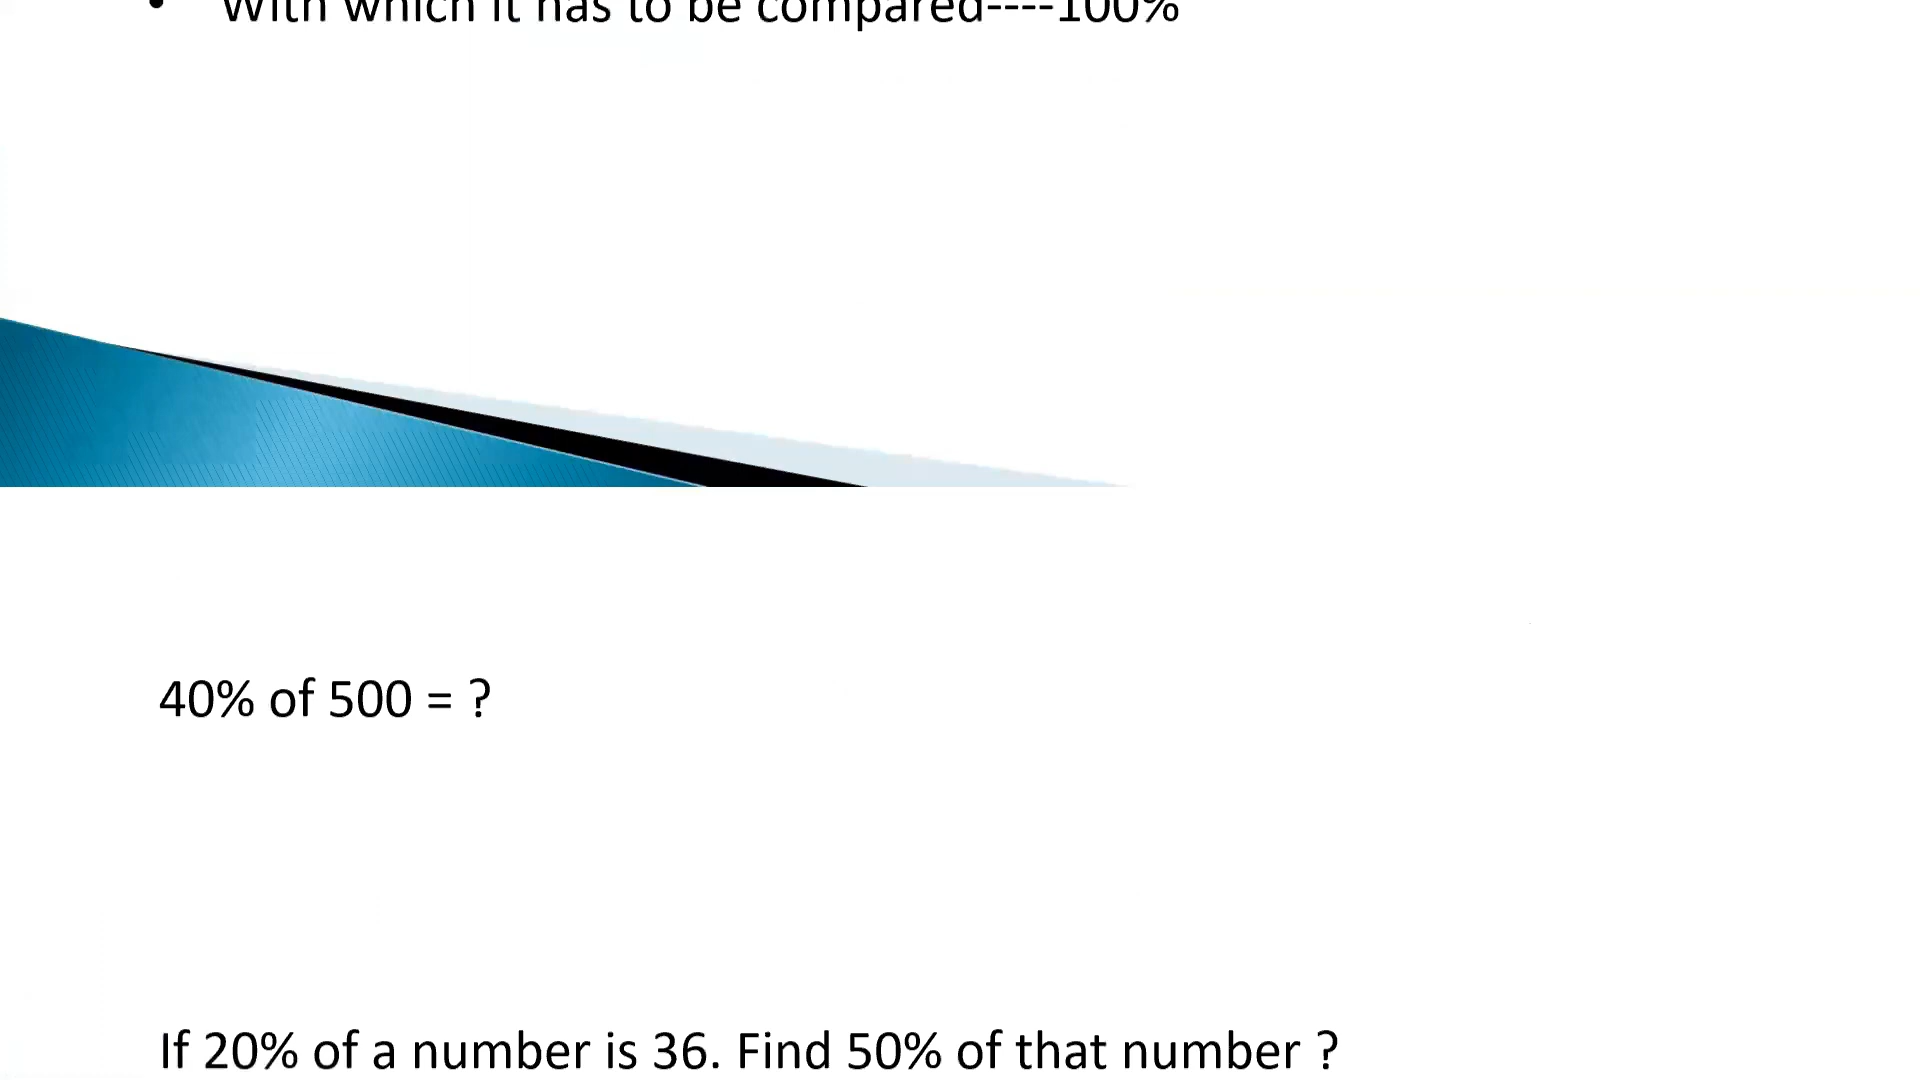 • With which it has to be compared----100%
40% of 500 = ?
If 20% of a number is 36. Find 50% of that number ?